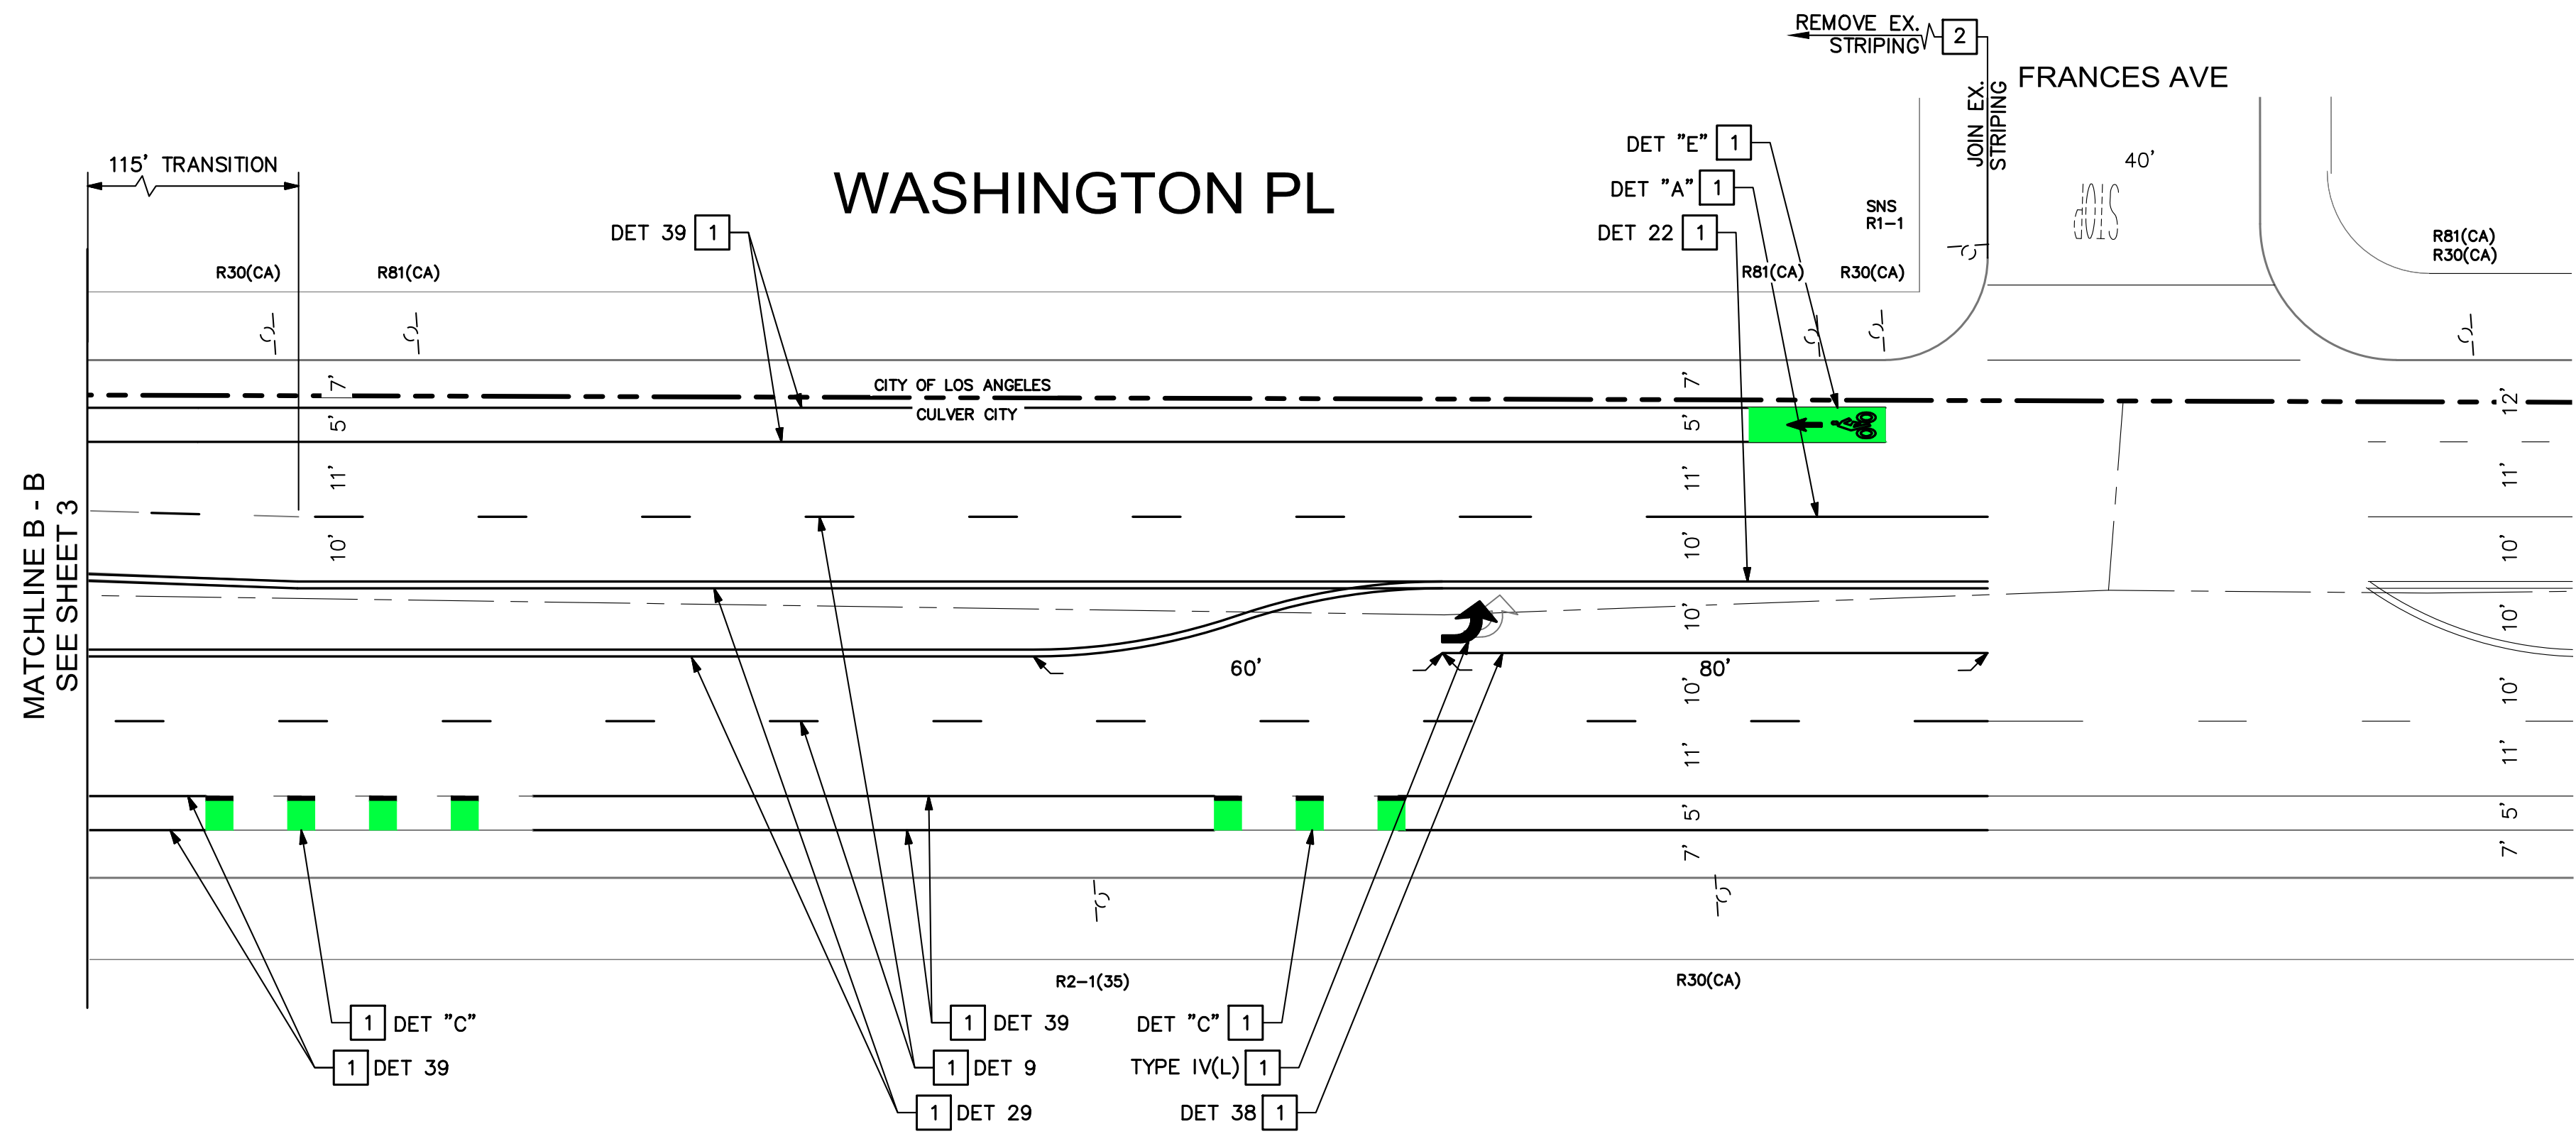 REMOVE EX.
STRIPING
2
FRANCES AVE
JOIN EX.
STRIPING
40'
STOP
115' TRANSITION
WASHINGTON PL
DET "E" 1
DET "A" 1
DET 22 1
DET 39 1
SNS
R1-1
R81(CA)
R30(CA)
R30(CA)
R81(CA)
R81(CA)
R30(CA)
CITY OF LOS ANGELES
CULVER CITY
7'
5'
11'
10'
7'
5'
11'
10'
10'
10'
11'
5'
7'
12'
11'
10'
10'
10'
11'
5'
7'
60'
80'
MATCHLINE B - B
SEE SHEET 3
R2-1(35)
R30(CA)
1 DET "C"
1 DET 39
1 DET 39
1 DET 9
1 DET 29
DET "C" 1
TYPE IV(L) 1
DET 38 1